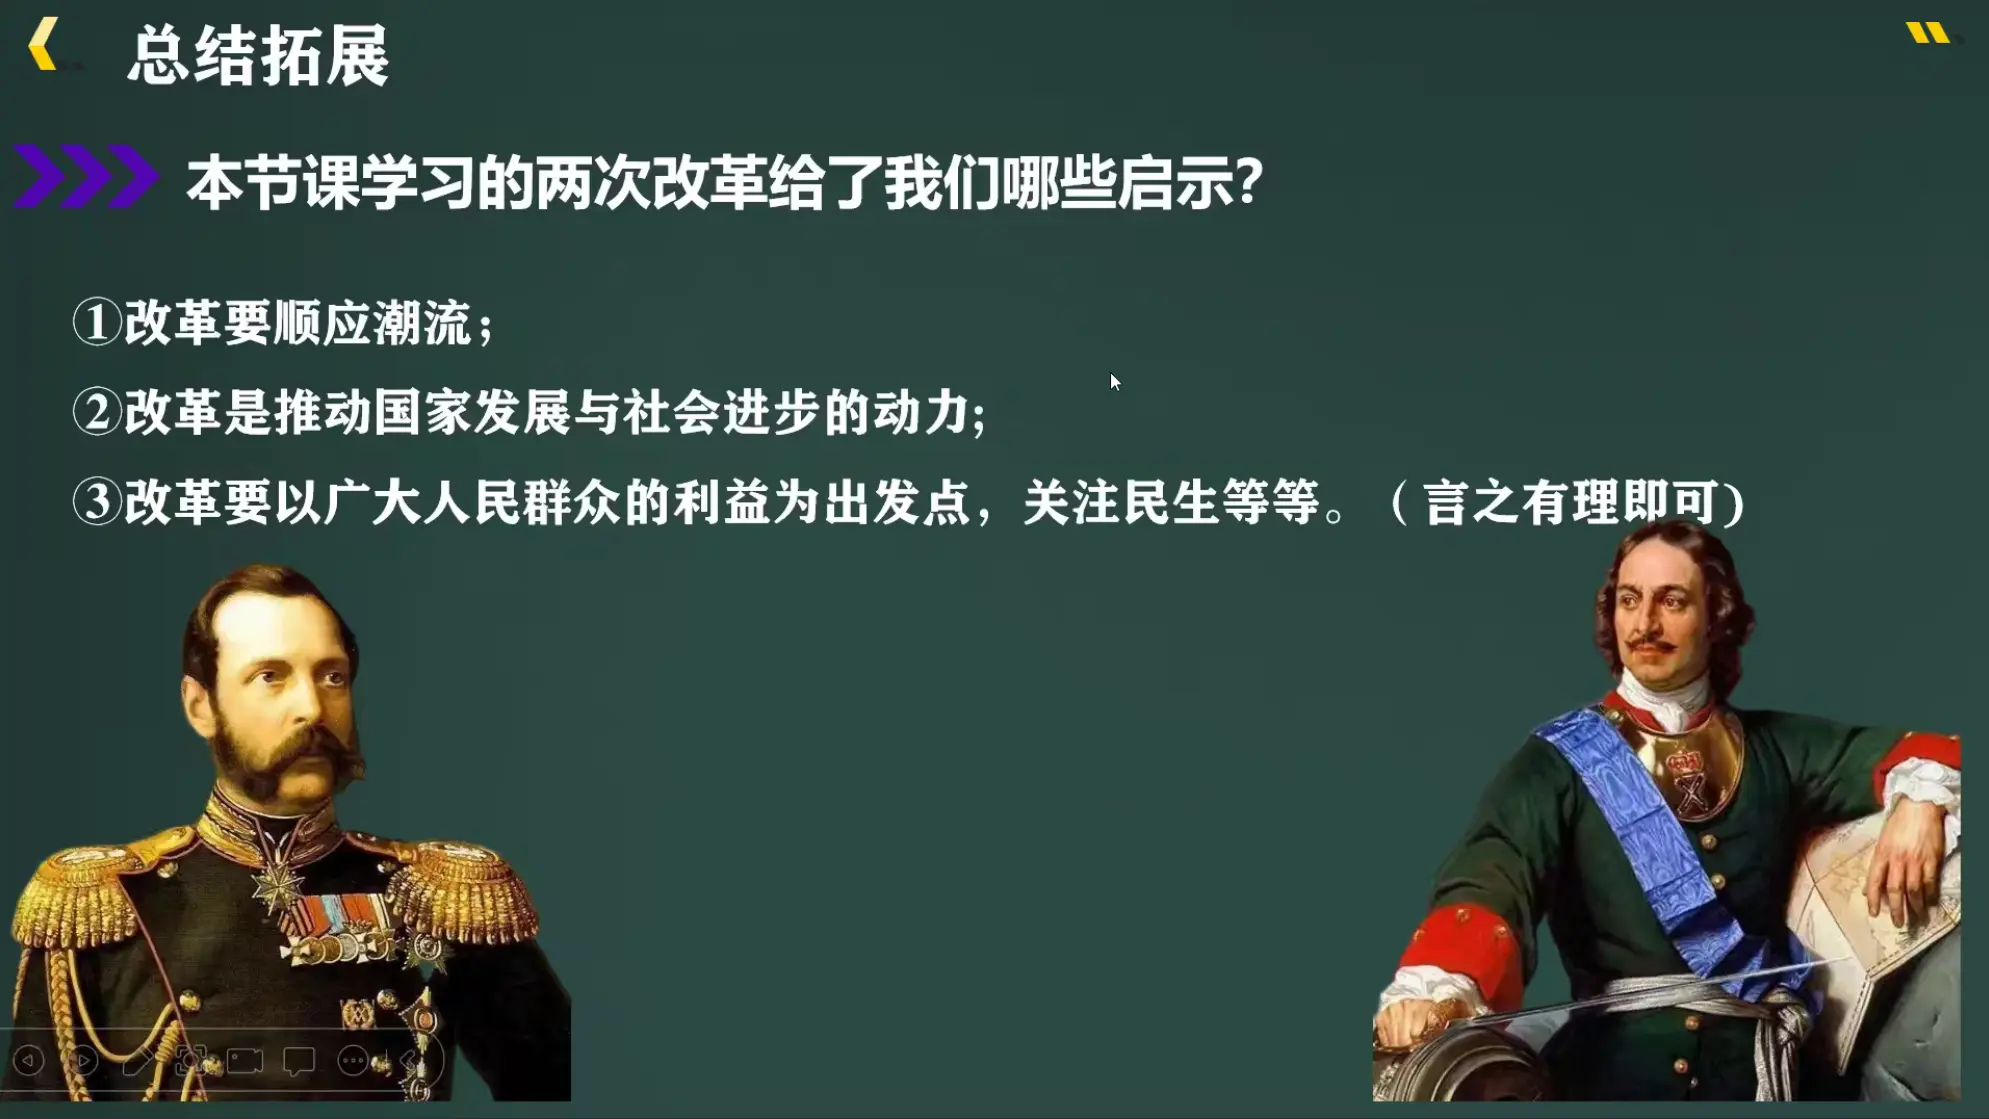 总结拓展
本节课学习的两次改革给了我们哪些启示？
①改革要顺应潮流；
②改革是推动国家发展与社会进步的动力；
③改革要以广大人民群众的利益为出发点，关注民生等等。（言之有理即可）